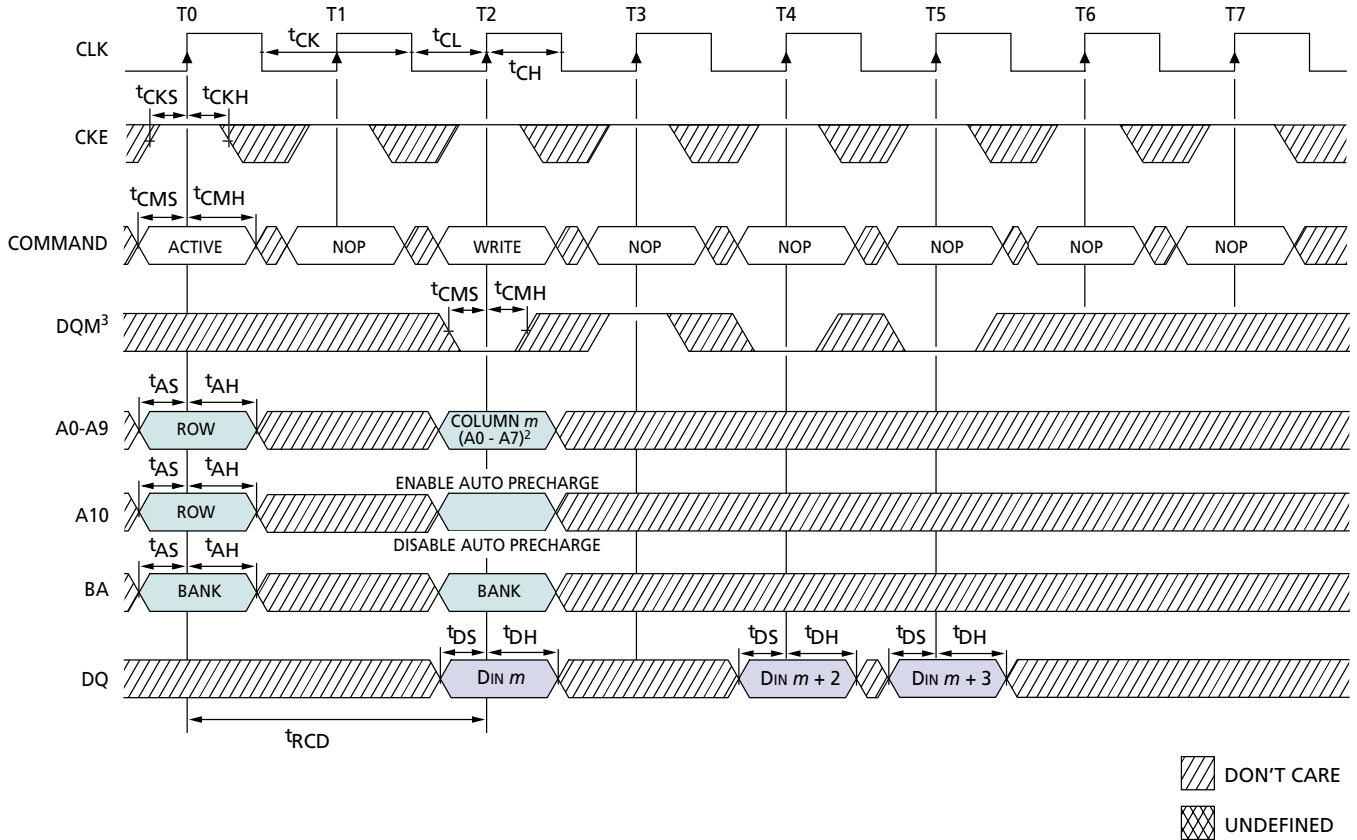 T0 T1 T2 T3 T4 T5 T6 T7
CLK
tCK tCL
tCH
tCKS tCKH
CKE
tCMS tCMH
COMMAND ACTIVE NOP WRITE NOP NOP NOP NOP NOP
tCMS tCMH
DQM3
tAS tAH
A0-A9 ROW COLUMN m
(A0 - A7)2
tAS tAH
ENABLE AUTO PRECHARGE
A10 ROW
DISABLE AUTO PRECHARGE
tAS tAH
BA BANK BANK
tDS tDH tDS tDH tDS tDH
DQ DIN m DIN m + 2 DIN m + 3
tRCD
DON'T CARE
UNDEFINED